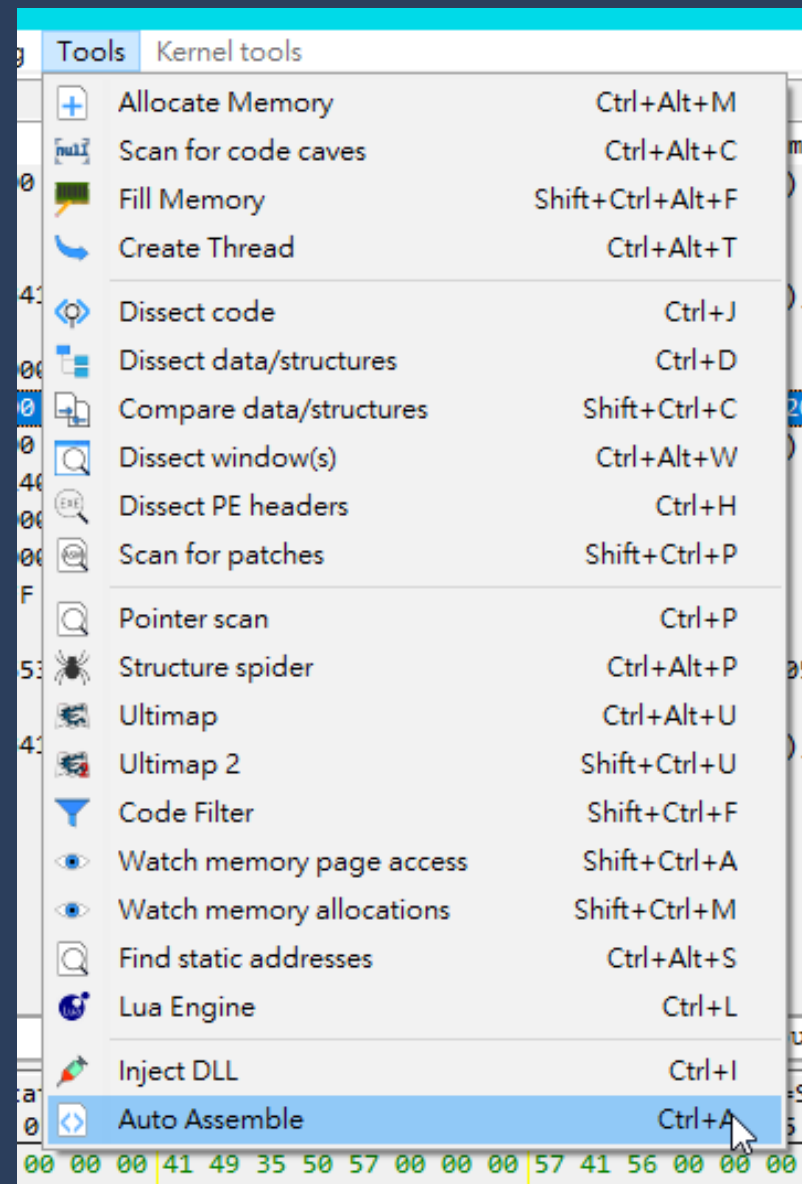 Tools Kernel tools
Allocate Memory Ctrl+Alt+M
null Scan for code caves Ctrl+Alt+C
Fill Memory Shift+Ctrl+Alt+F
Create Thread Ctrl+Alt+T
Dissect code Ctrl+J
Dissect data/structures Ctrl+D
Compare data/structures Shift+Ctrl+C
Dissect window(s) Ctrl+Alt+W
EXE Dissect PE headers Ctrl+H
ASM Scan for patches Shift+Ctrl+P
Pointer scan Ctrl+P
Structure spider Ctrl+Alt+P
Ultimap Ctrl+Alt+U
Ultimap 2 Shift+Ctrl+U
Code Filter Shift+Ctrl+F
Watch memory page access Shift+Ctrl+A
Watch memory allocations Shift+Ctrl+M
Find static addresses Ctrl+Alt+S
Lua Engine Ctrl+L
Inject DLL Ctrl+I
Auto Assemble Ctrl+A
00 00 00 41 49 35 50 57 00 00 00 57 41 56 00 00 00